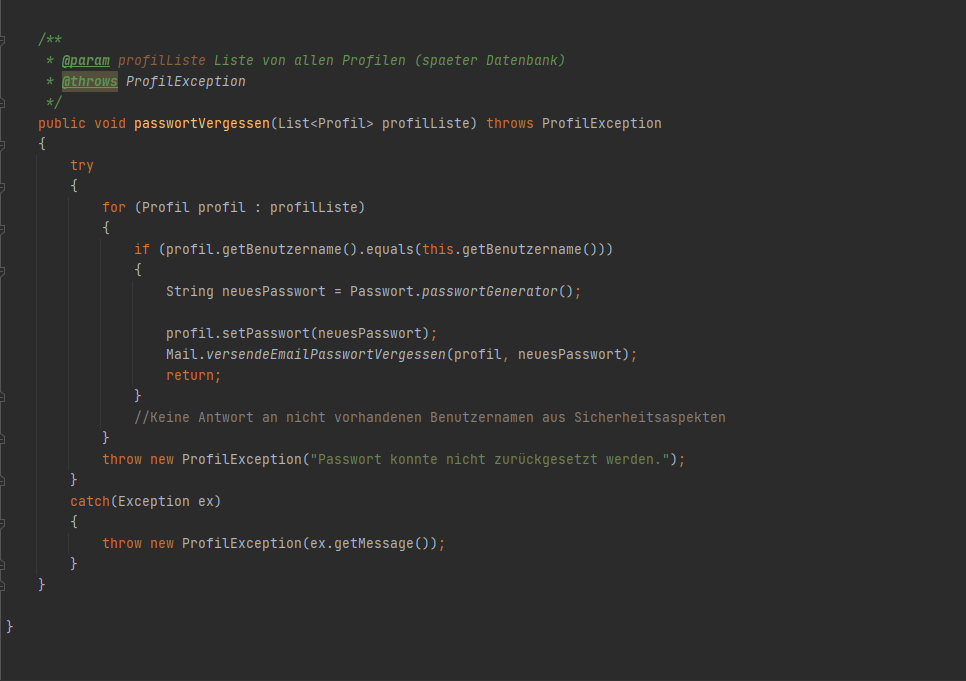 /**
* @param profilListe Liste von allen Profilen (spaeter Datenbank)
* @throws ProfilException
*/
public void passwortVergessen(List<Profil> profilListe) throws ProfilException
{
try
{
for (Profil profil : profilListe)
{
if (profil.getBenutzername().equals(this.getBenutzername()))
{
String neuesPasswort = Passwort.passwortGenerator();
profil.setPasswort(neuesPasswort);
Mail.versendeEmailPasswortVergessen(profil, neuesPasswort);
return;
}
//Keine Antwort an nicht vorhandenen Benutzernamen aus Sicherheitsaspekten
}
throw new ProfilException("Passwort konnte nicht zurückgesetzt werden.");
}
catch(Exception ex)
{
throw new ProfilException(ex.getMessage());
}
}
}